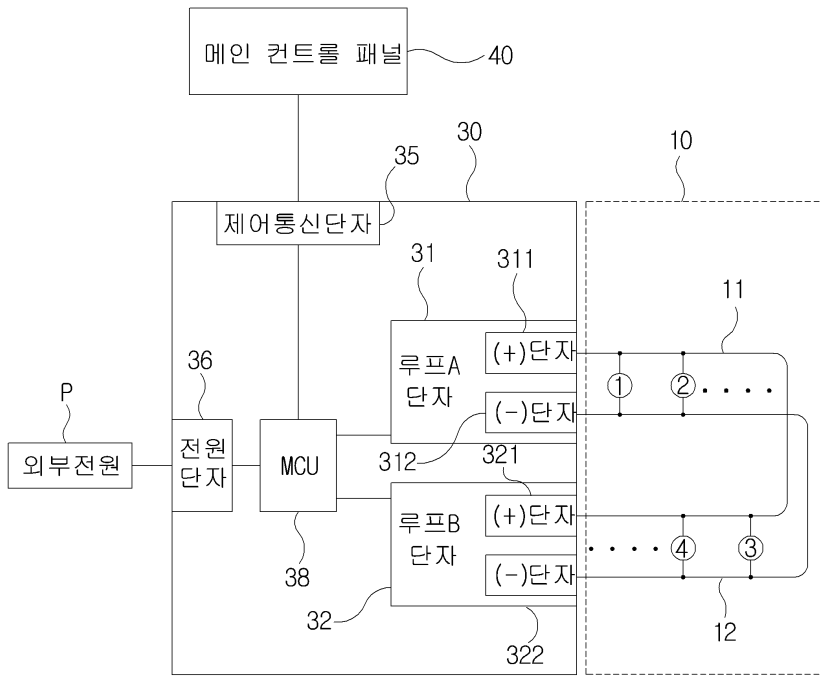 메인 컨트롤 패널
40
35
30
10
제어통신단자
31
311
11
(+)단자
루프A
단자
①
②
36
P
(-)단자
312
전원
단자
MCU
외부전원
321
(+)단자
루프B
단자
④
③
38
(-)단자
32
322
12